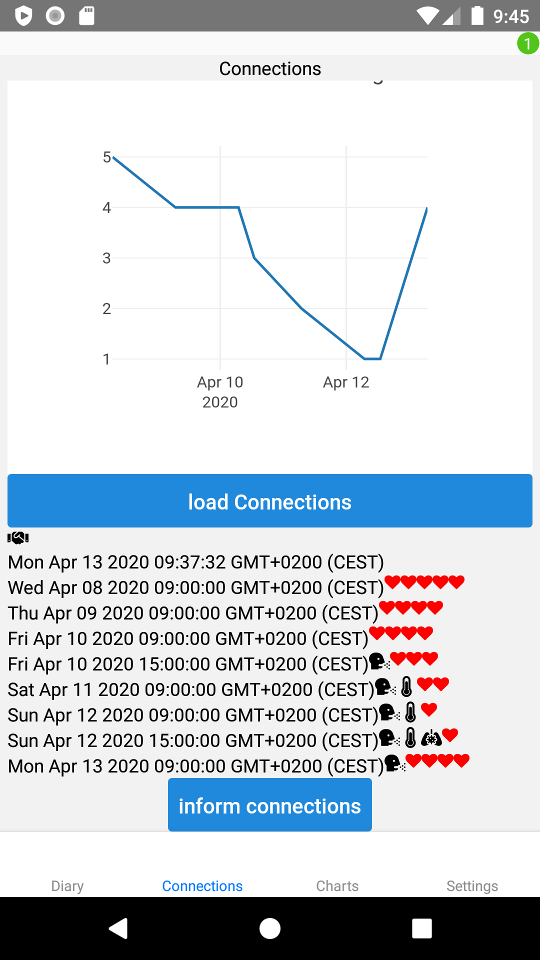 9:45
1
Connections
5
4
3
2
1
Apr 10
2020
Apr 12
load Connections
Mon Apr 13 2020 09:37:32 GMT+0200 (CEST)
Wed Apr 08 2020 09:00:00 GMT+0200 (CEST)
Thu Apr 09 2020 09:00:00 GMT+0200 (CEST)
Fri Apr 10 2020 09:00:00 GMT+0200 (CEST)
Fri Apr 10 2020 15:00:00 GMT+0200 (CEST)
Sat Apr 11 2020 09:00:00 GMT+0200 (CEST)
Sun Apr 12 2020 09:00:00 GMT+0200 (CEST)
Sun Apr 12 2020 15:00:00 GMT+0200 (CEST)
Mon Apr 13 2020 09:00:00 GMT+0200 (CEST)
inform connections
Diary
Connections
Charts
Settings